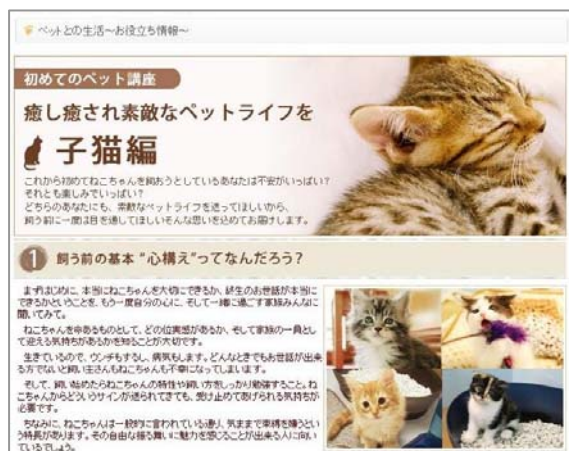 ペットとの生活～お役立ち情報～
初めてのペット講座
癒し癒され素敵なペットライフを
子猫編
これから初めてねこちゃんを飼おうとしているあなたは不安がいっぱい？
それとも楽しみでいっぱい？
どちらのあなたにも、素敵なペットライフを送ってほしいから、
飼う前に一度は目を通してほしいそんな思いを込めてお届けします。
1 飼う前の基本 “心構え”ってなんだろう？
まずはじめに、本当にねこちゃんを大切にできるか、終生のお世話が本当に
できるかということを、もう一度自分の心に、そして一緒に過ごす家族みんなに
聞いてみて。
ねこちゃんを命あるものとして、どの位実感があるか、そして家族の一員とし
て迎える気持ちがあるかを知ることが大切です。
生きているので、ウンチもするし、病気もします。どんなときでもお世話が出来
る方でないと飼い主さんもねこちゃんも不幸になってしまいます。
そして、飼い始めたらねこちゃんの特性や飼い方をしっかり勉強すること。ね
こちゃんからどういうサインが送られてきても、受け止めてあげられる気持ちが
必要です。
ちなみに、ねこちゃんは一般的に言われている通り、気ままで束縛を嫌うとい
う特長があります。その自由な振る舞いに魅力を感じることが出来る人に向い
ているでしょう。